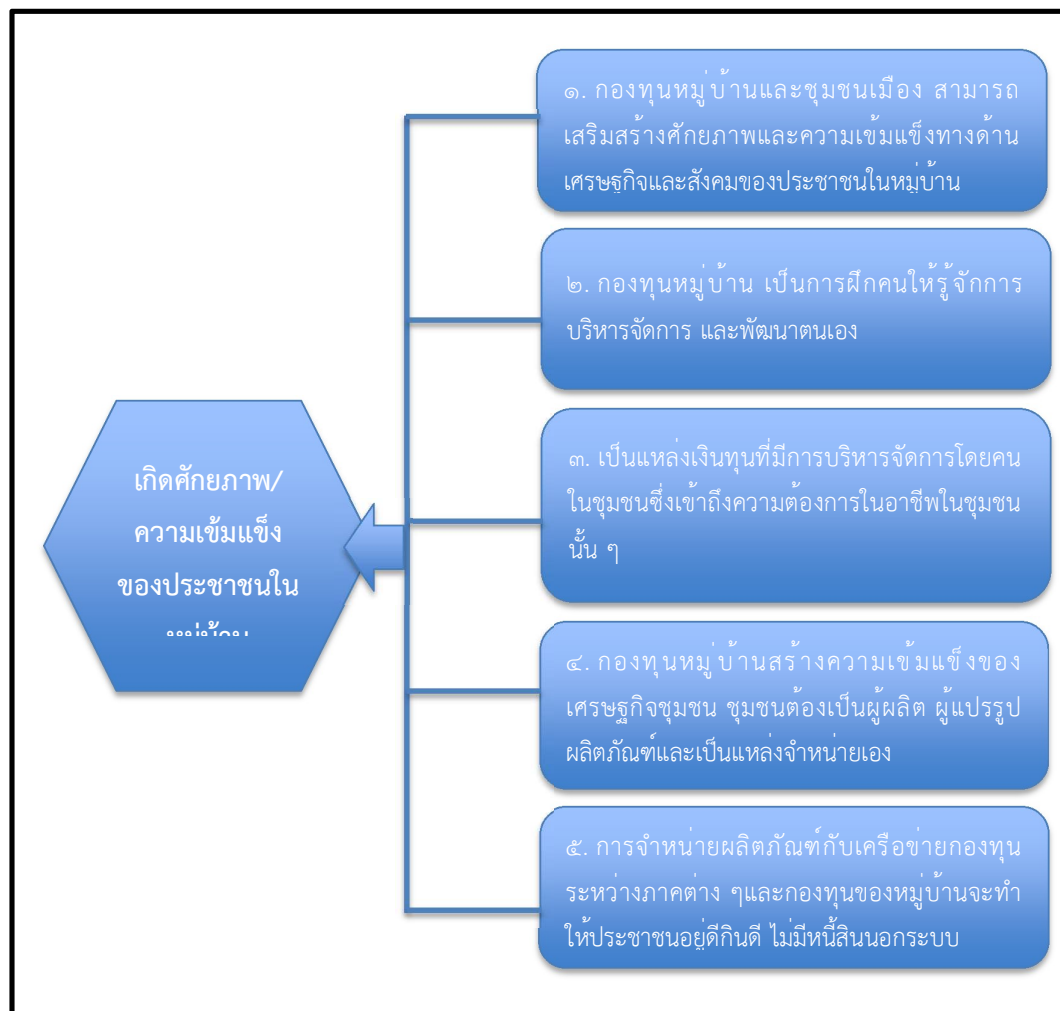 ๑. กองทุนหมู่บ้านและชุมชนเมือง สามารถ
เสริมสร้างศักยภาพและความเข้มแข็งทางด้าน
เศรษฐกิจและสังคมของประชาชนในหมู่บ้าน
๒. กองทุนหมู่บ้าน เป็นการฝึกคนให้รู้จักการ
บริหารจัดการ และพัฒนาตนเอง
๓. เป็นแหล่งเงินทุนที่มีการบริหารจัดการโดยคน
ในชุมชนซึ่งเข้าถึงความต้องการในอาชีพในชุมชน
นั้น ๆ
๔. กองทุนหมู่บ้านสร้างความเข้มแข็งของ
เศรษฐกิจชุมชน ชุมชนต้องเป็นผู้ผลิต ผู้แปรรูป
ผลิตภัณฑ์และเป็นแหล่งจำหน่ายเอง
๕. การจำหน่ายผลิตภัณฑ์กับเครือข่ายกองทุน
ระหว่างภาคต่าง ๆและกองทุนของหมู่บ้านจะทำ
ให้ประชาชนอยู่ดีกินดี ไม่มีหนี้สินนอกระบบ
เกิดศักยภาพ/
ความเข้มแข็ง
ของประชาชนใน